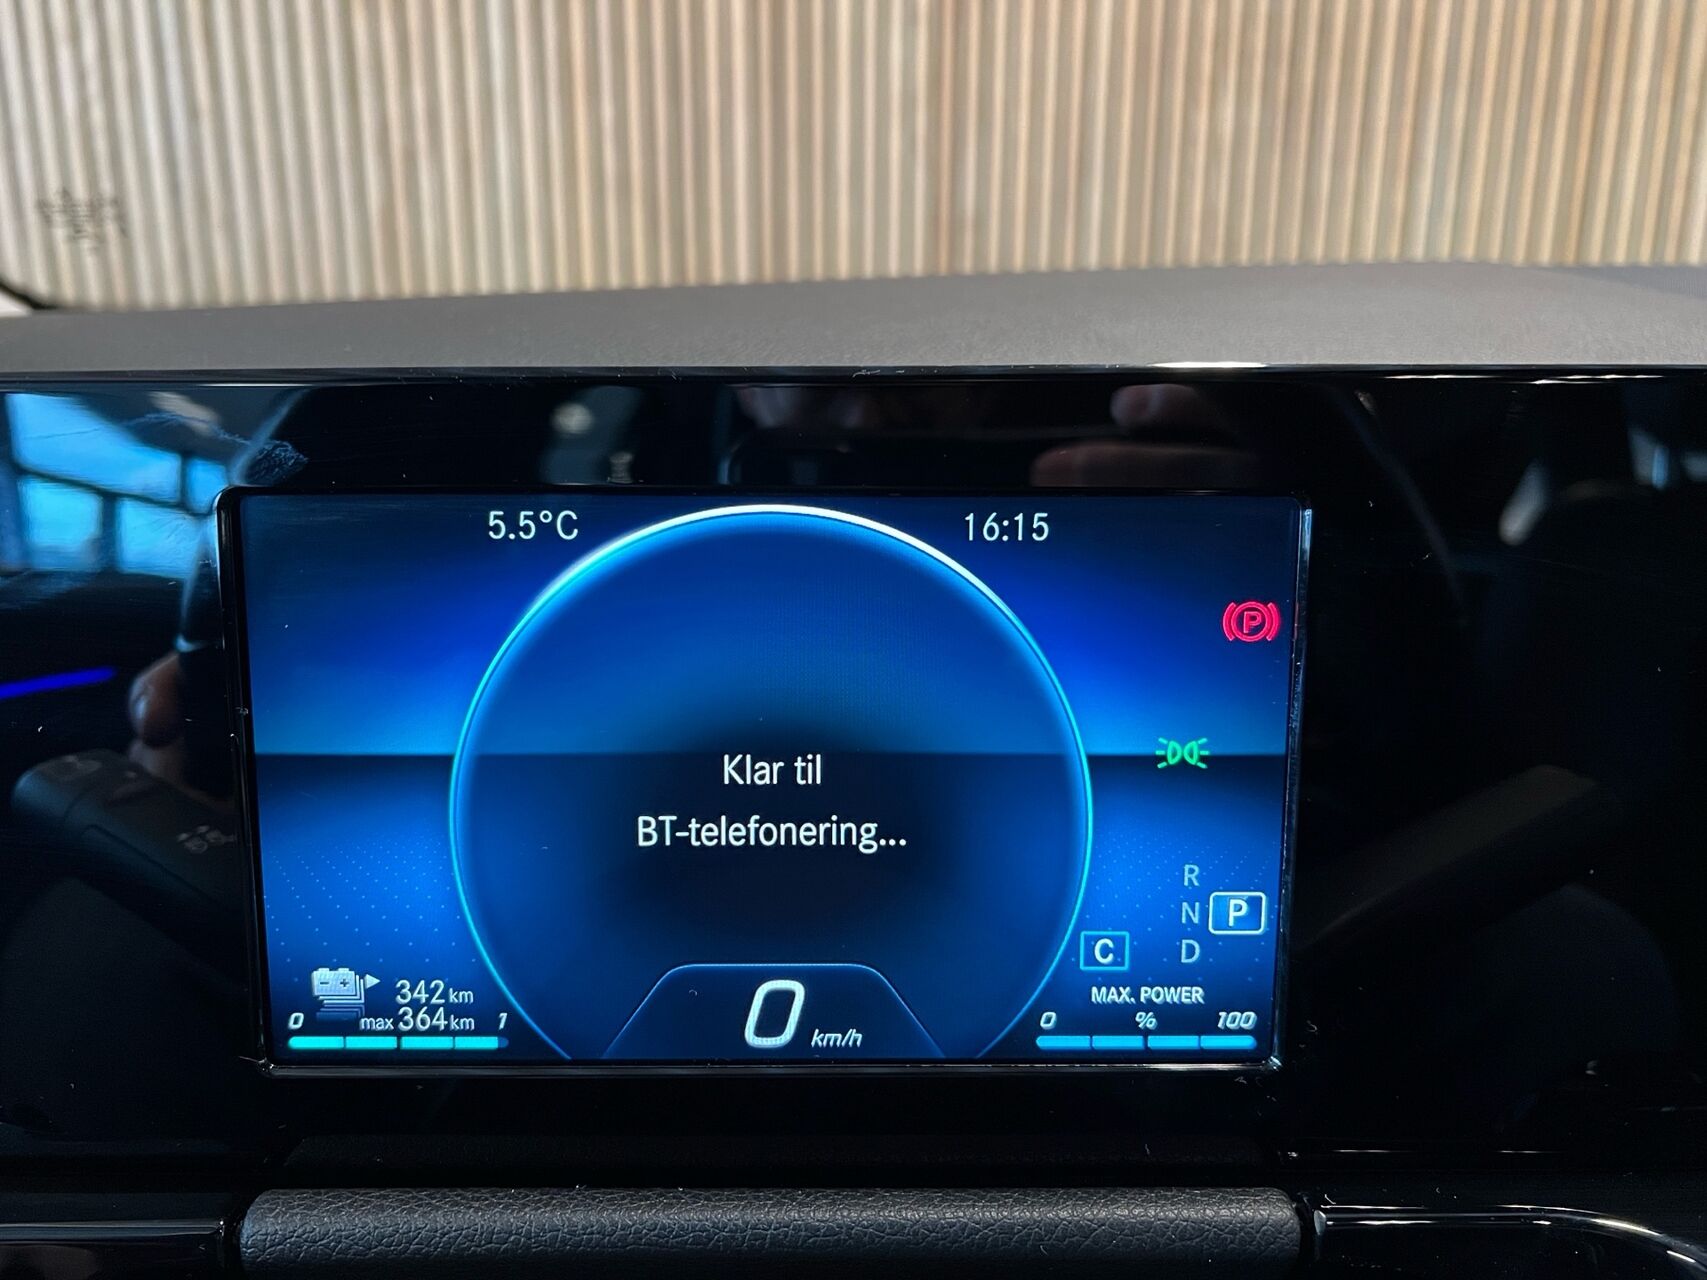 5.5°C
16:15
P
Klar til
BT-telefonering...
R
N
P
D
C
342 km
max 364 km
0
1
MAX. POWER
0 % 100
0 km/h